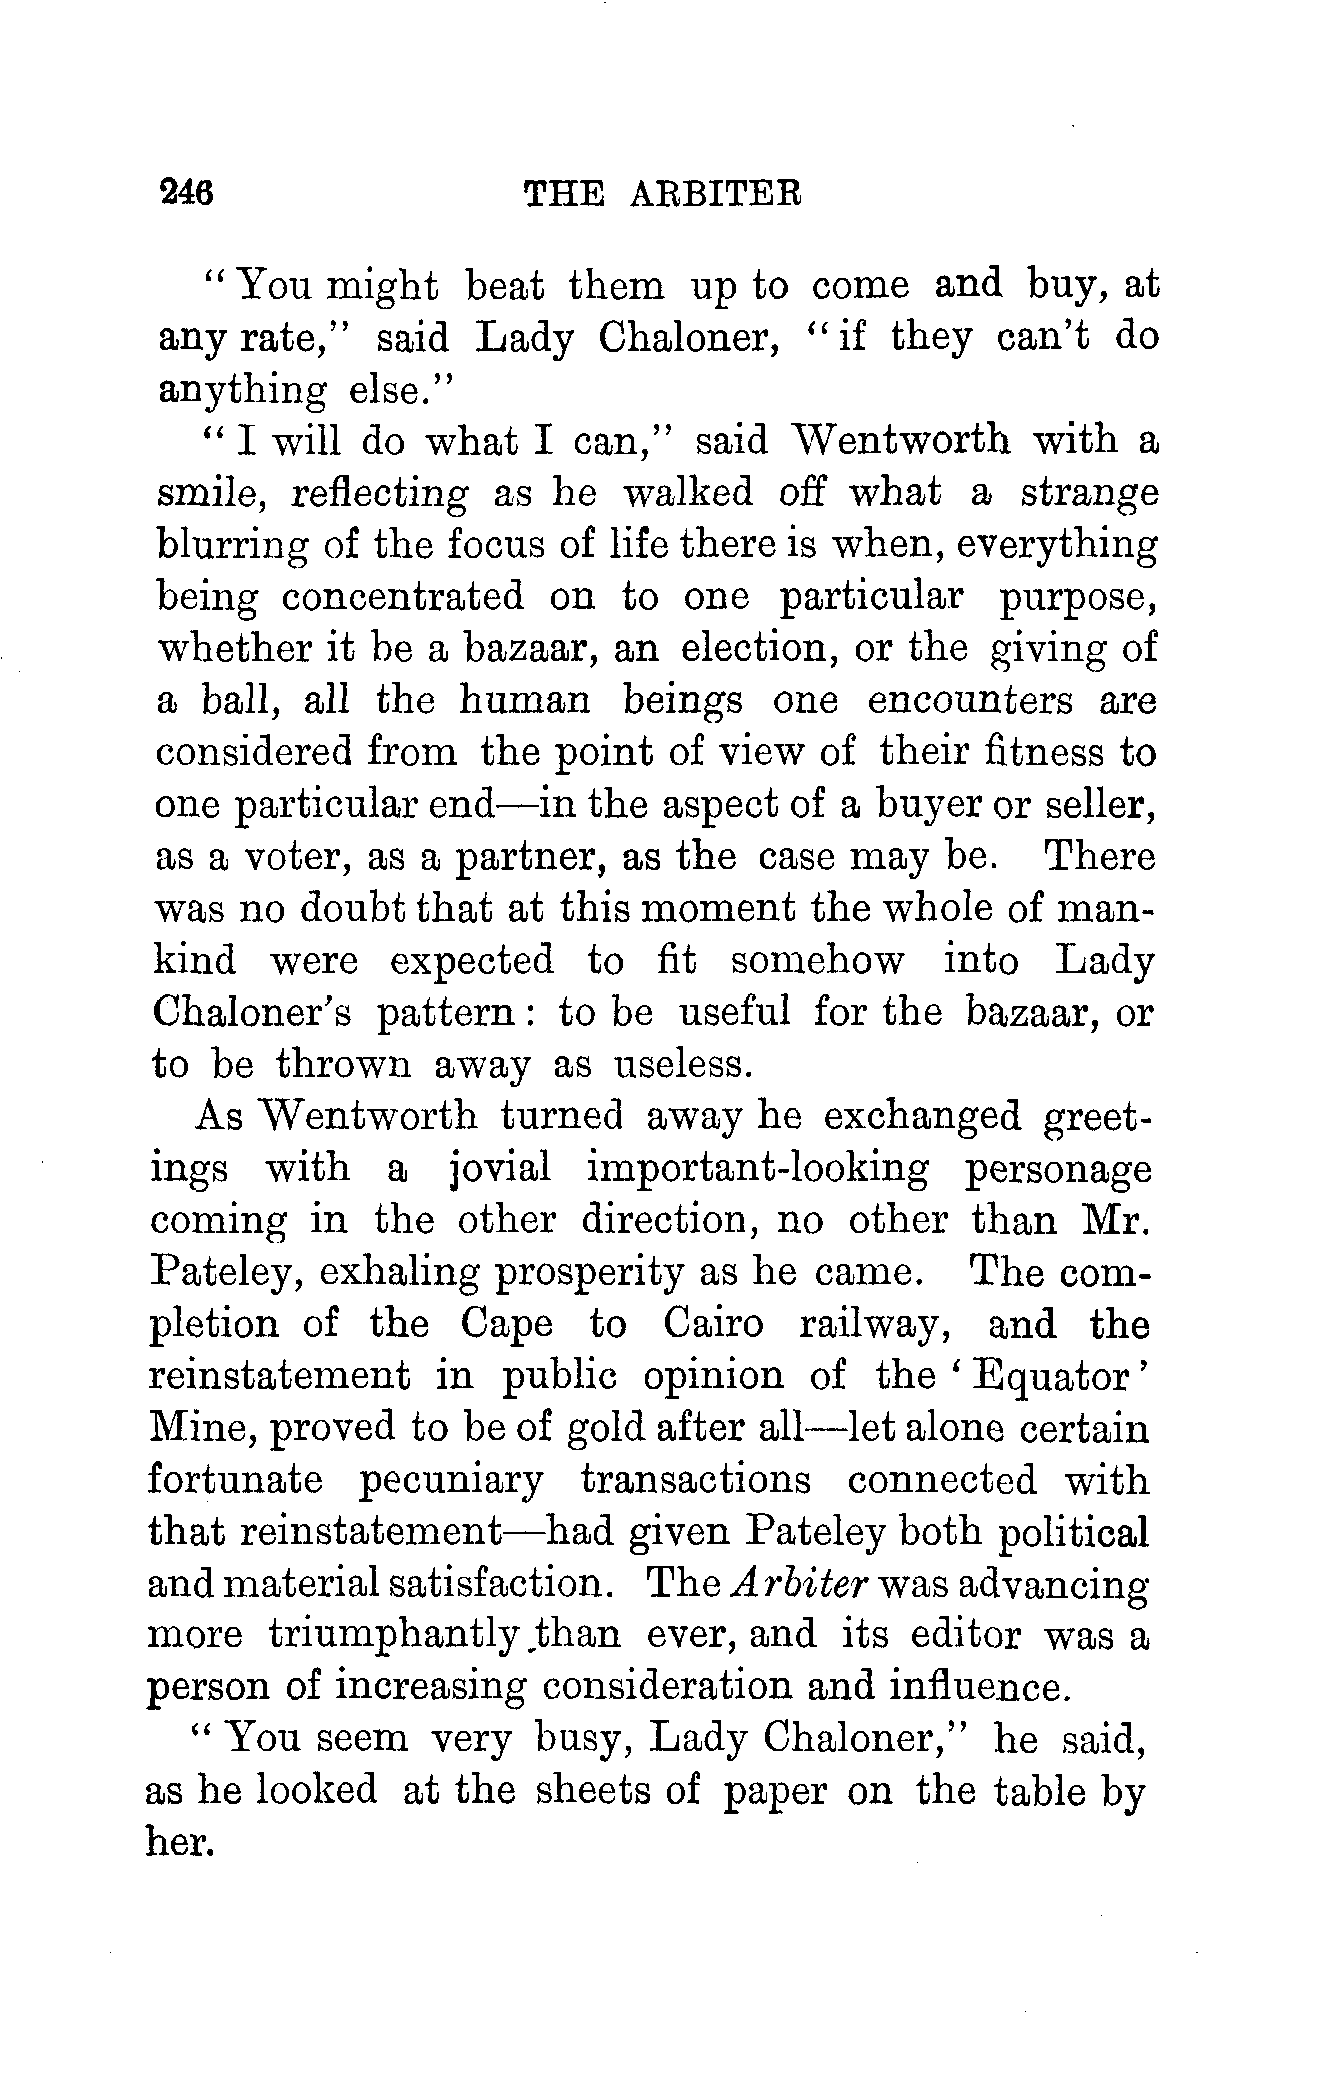 246 THE ARBITER
" You might beat them up to come and buy, at
any rate," said Lady Chaloner, " if they can't do
anything else."
" I will do what I can," said Wentworth with a
smile, reflecting as he walked off what a strange
blurring of the focus of life there is when, everything
being concentrated on to one particular purpose,
whether it be a bazaar, an election, or the giving of
a ball, all the human beings one encounters are
considered from the point of view of their fitness to
one particular end—in the aspect of a buyer or seller,
as a voter, as a partner, as the case may be. There
was no doubt that at this moment the whole of man-
kind were expected to fit somehow into Lady
Chaloner's pattern : to be useful for the bazaar, or
to be thrown away as useless.
As Wentworth turned away he exchanged greet-
ings with a jovial important-looking personage
coming in the other direction, no other than Mr.
Pateley, exhaling prosperity as he came. The com-
pletion of the Cape to Cairo railway, and the
reinstatement in public opinion of the ' Equator '
Mine, proved to be of gold after all—let alone certain
fortunate pecuniary transactions connected with
that reinstatement—had given Pateley both political
and material satisfaction. The Arbiter was advancing
more triumphantly than ever, and its editor was a
person of increasing consideration and influence.
" You seem very busy, Lady Chaloner," he said,
as he looked at the sheets of paper on the table by
her.